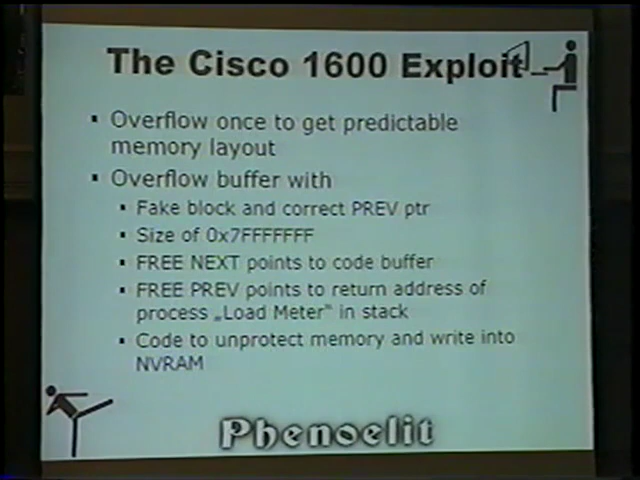 The Cisco 1600 Exploit
▪ Overflow once to get predictable
memory layout
▪ Overflow buffer with
▪ Fake block and correct PREV ptr
▪ Size of 0x7FFFFFFF
▪ FREE NEXT points to code buffer
▪ FREE PREV points to return address of
process „Load Meter“ in stack
▪ Code to unprotect memory and write into
NVRAM
Phenoelit